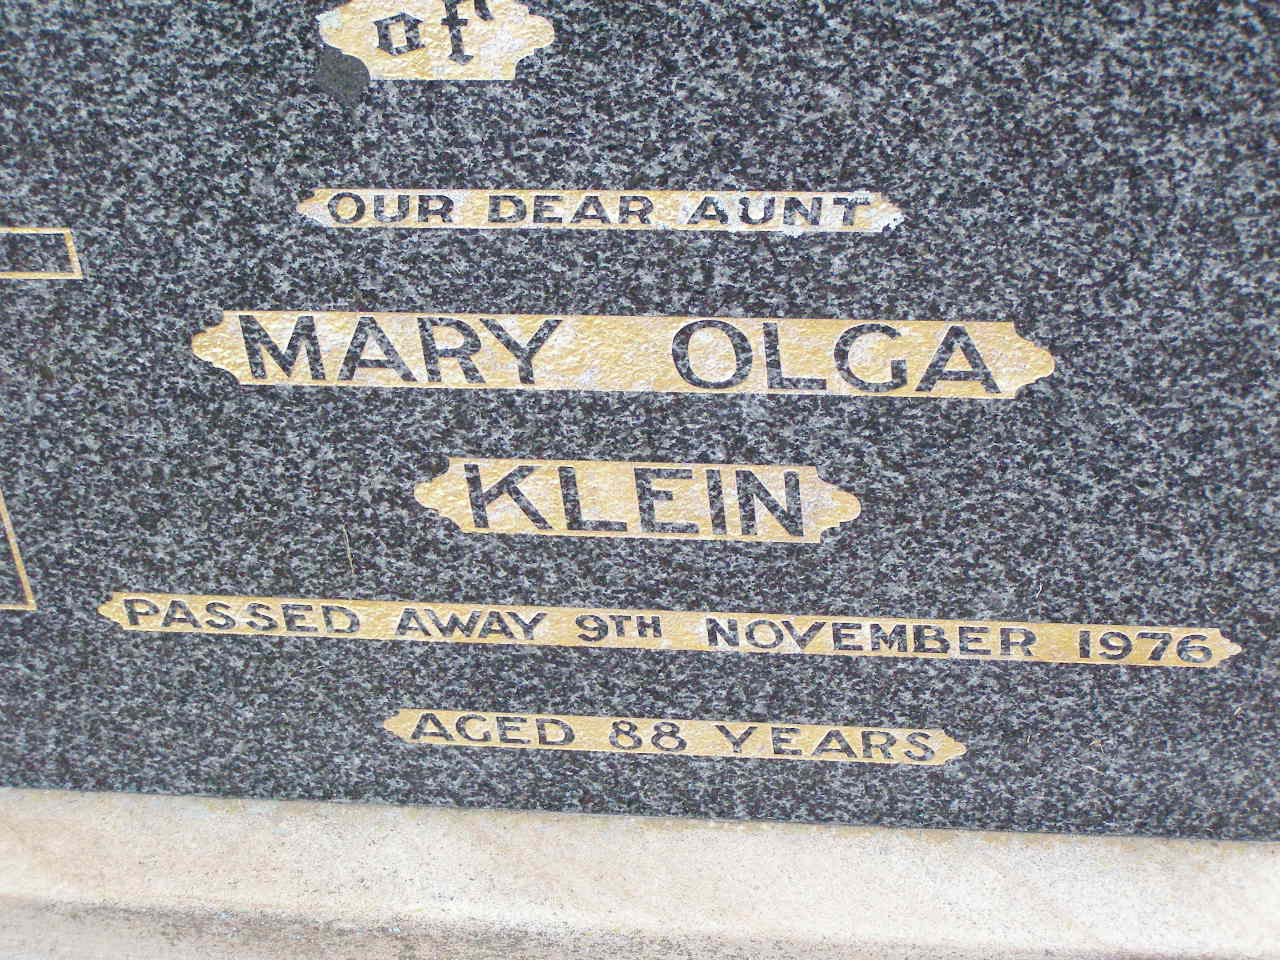 of
OUR DEAR AUNT
MARY OLGA
KLEIN
PASSED AWAY 9TH NOVEMBER 1976
AGED 88 YEARS